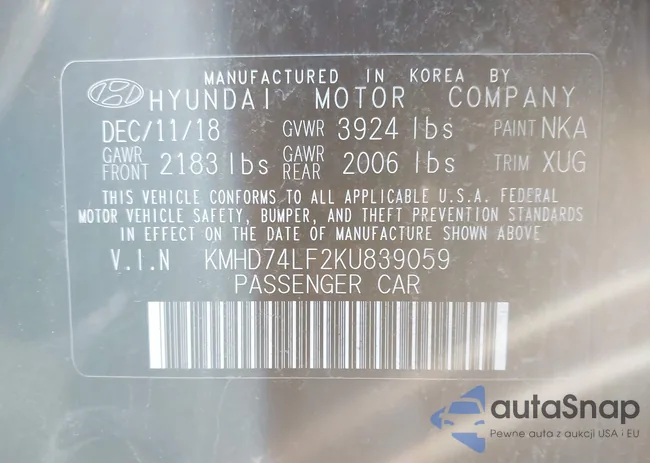 MANUFACTURED IN KOREA BY
HYUNDAI MOTOR COMPANY
DEC/11/18 GVWR 3924 lbs PAINT NKA
GAWR FRONT 2183 lbs GAWR REAR 2006 lbs TRIM XUG
THIS VEHICLE CONFORMS TO ALL APPLICABLE U.S.A. FEDERAL
MOTOR VEHICLE SAFETY, BUMPER, AND THEFT PREVENTION STANDARDS
IN EFFECT ON THE DATE OF MANUFACTURE SHOWN ABOVE
V.I.N KMHD74LF2KU839059
PASSENGER CAR
autaSnap
Pewne auta z aukcji USA i EU